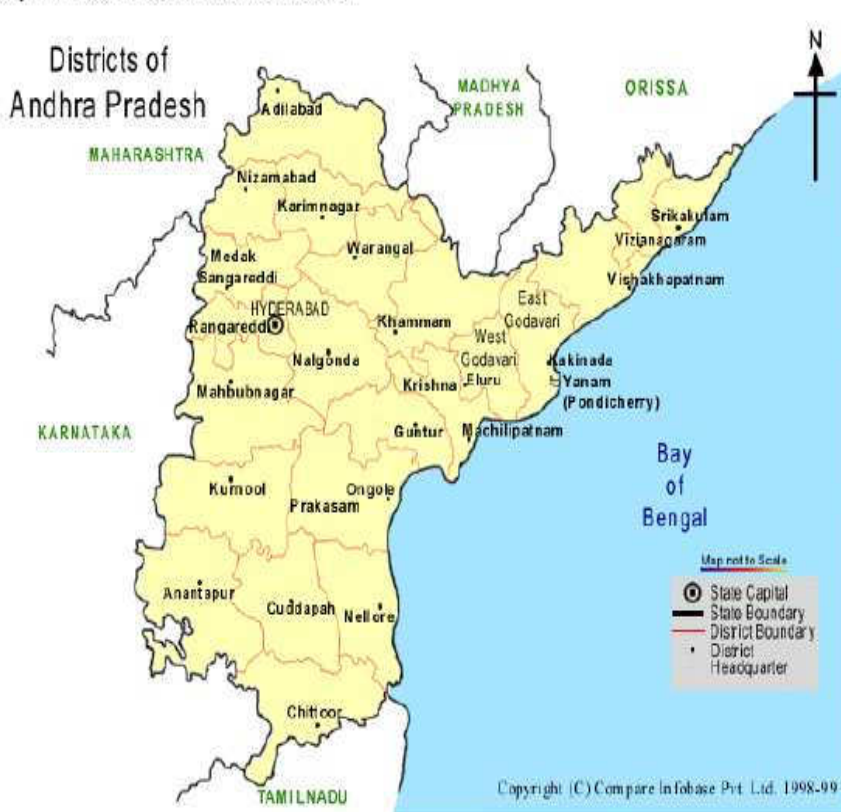 Districts of
Andhra Pradesh
N
MADHYA
PRADESH
ORISSA
MAHARASHTRA
Adilabad
Nizamabad
Karimnagar
Warangal
Medak
Sangareddi
HYDERABAD
Rangareddi
Khammam
Nalgonda
Mahbubnagar
Srikakulam
Vizianagaram
Vishakhapatnam
East
Godavari
West
Godavari
Eluru
Krishna
Kakinada
Yanam
(Pondicherry)
Guntur
Machilipatnam
KARNATAKA
Kurnool
Ongole
Prakasam
Bay
of
Bengal
Anantapur
Cuddapah
Nellore
Chittoor
TAMILNADU
Map not to Scale
State Capital
State Boundary
District Boundary
District
Headquarter
Copyright (C) Compare Infobase Pvt. Ltd. 1998-99